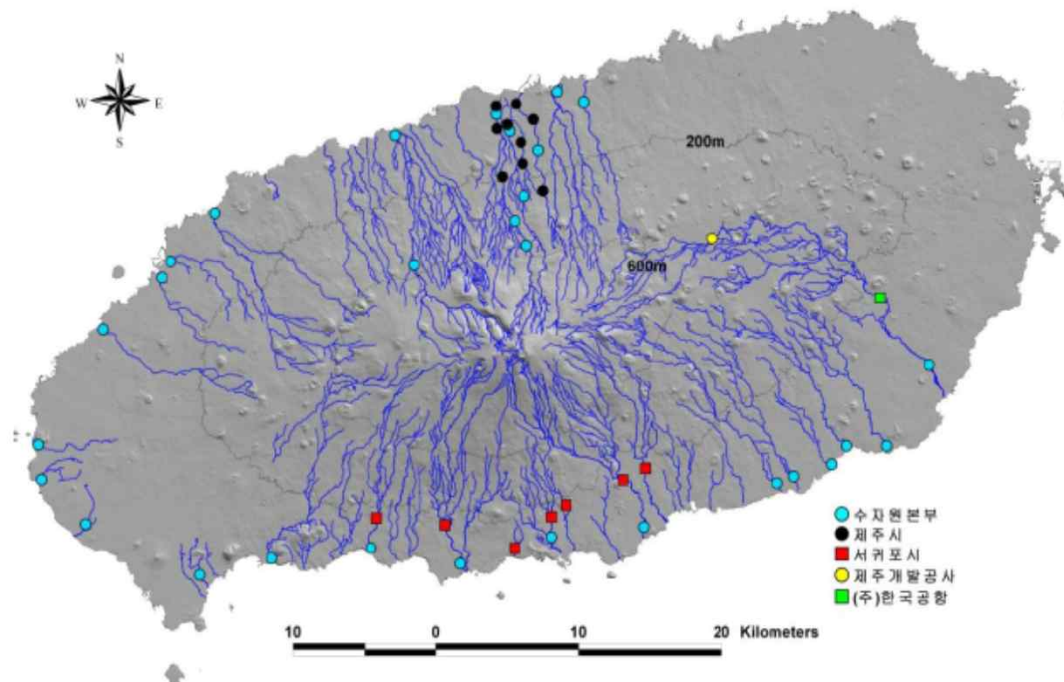 N
W E
S
200m
600m
수자원본부
제주시
서귀포시
제주개발공사
(주)한국공항
10 0 10 20 Kilometers